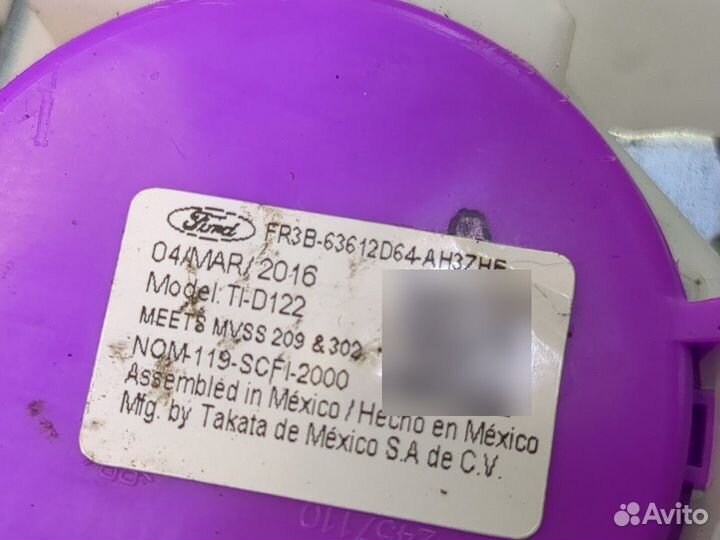 Ford FR3B-63612D64-AH3ZHE
04/MAR/2016
Model: TI-D122
MEETS MVSS 209 & 302
NOM-119-SCFI-2000
Assembled in México / Hecho en México
Mfg. by Takata de México S.A de C.V.
Avito